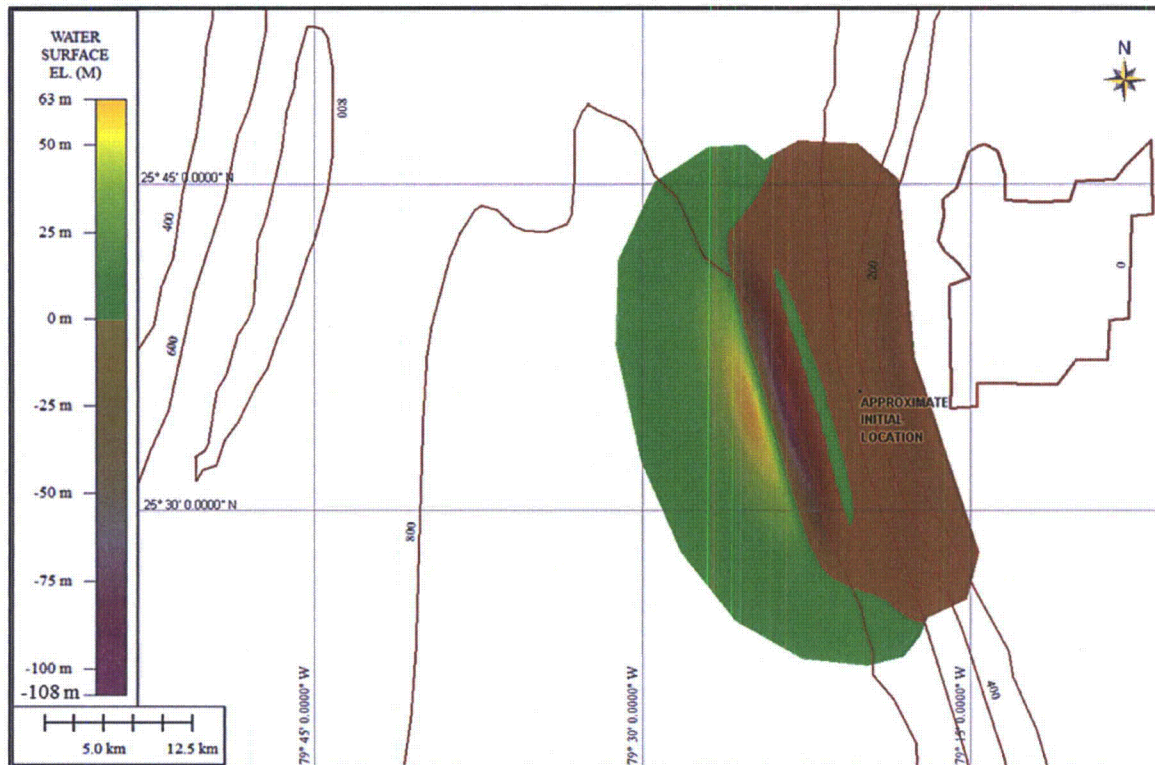 WATER
SURFACE
EL. (M)
63 m
50 m
25 m
0 m
-25 m
-50 m
-75 m
-100 m
-108 m
5.0 km 12.5 km
N
25° 45' 0.0000" N
25° 30' 0.0000" N
79° 45' 0.0000" W
79° 30' 0.0000" W
79° 15' 0.0000" W
400
600
800
800
200
0
400
APPROXIMATE
INITIAL
LOCATION